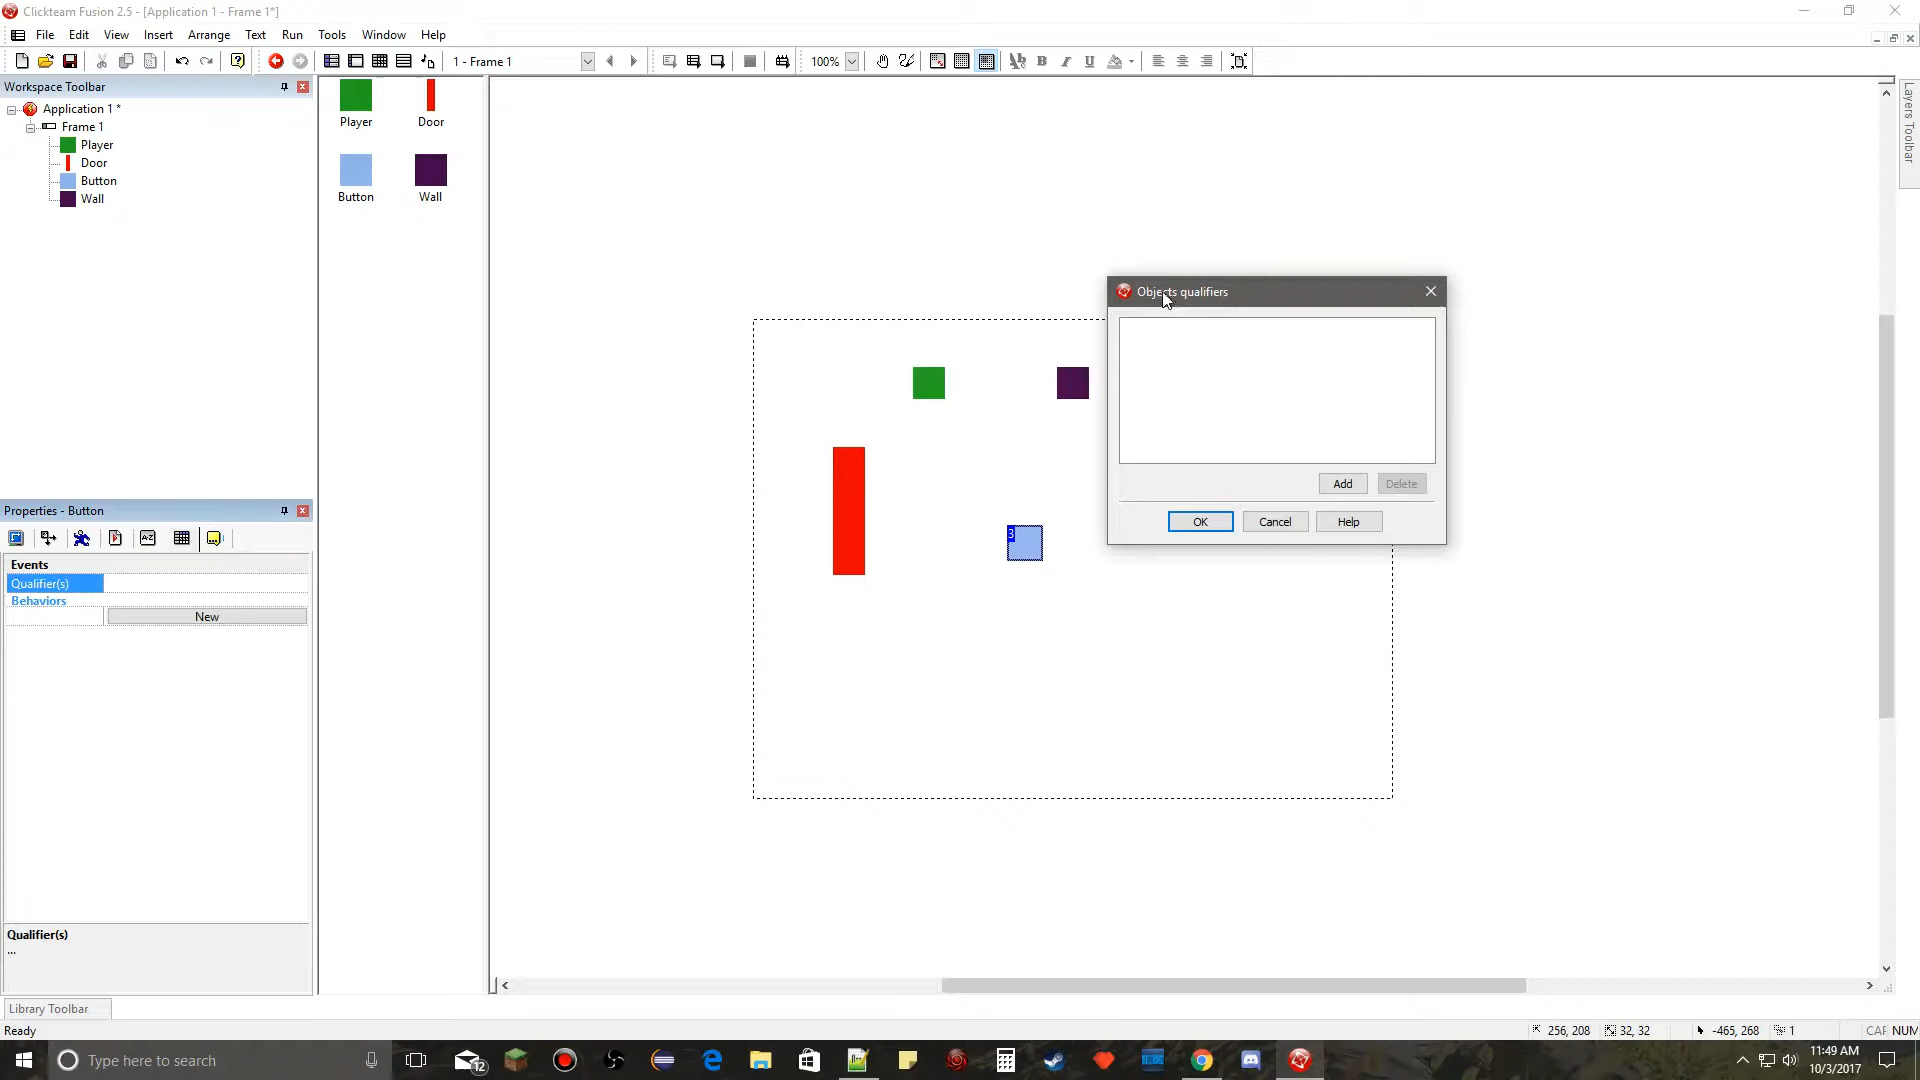 Clickteam Fusion 2.5 - [Application 1 - Frame 1*]
File Edit View Insert Arrange Text Run Tools Window Help
1 - Frame 1 100% B I U
Workspace Toolbar
Application 1 *
Frame 1
Player
Door
Button
Wall
Player Door
Button Wall
Layers Toolbar
Objects qualifiers
Add Delete
OK Cancel Help
3
Properties - Button
Events
Qualifier(s)
Behaviors
New
Qualifier(s)
...
Library Toolbar
Ready 256, 208 32, 32 -465, 268 1 CAP NUM
Type here to search 12 11:49 AM
10/3/2017